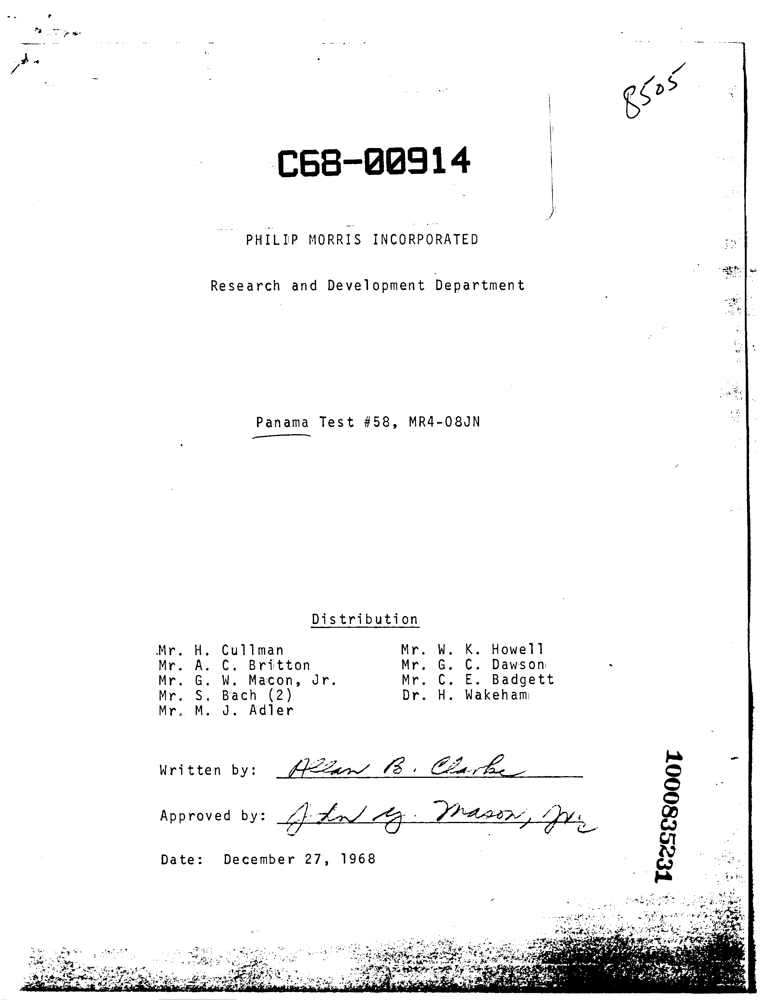 8505
C68-00914
PHILIP MORRIS INCORPORATED
Research and Development Department
Panama Test #58, MR4-08JN
Distribution
Mr. H. Cullman
Mr. A. C. Britton
Mr. G. W. Macon, Jr.
Mr. S. Bach (2)
Mr. M. J. Adler
Mr. W. K. Howell
Mr. G. C. Dawson
Mr. C. E. Badgett
Dr. H. Wakeham
Written by: Allan B. Clarke
Approved by: John Y. Mason, Jr.
Date: December 27, 1968
1000835231